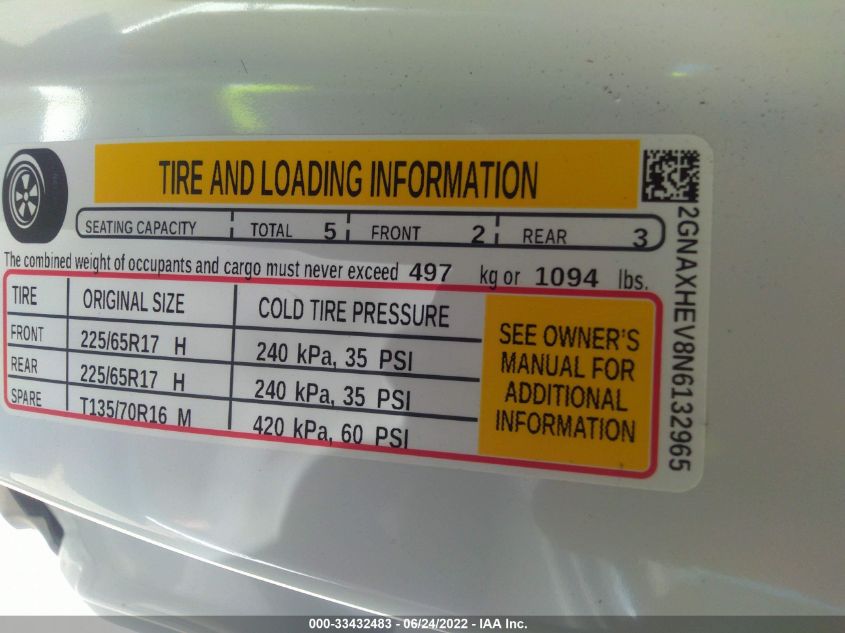 TIRE AND LOADING INFORMATION
SEATING CAPACITY TOTAL 5 FRONT 2 REAR 3
The combined weight of occupants and cargo must never exceed 497 kg or 1094 lbs.
TIRE ORIGINAL SIZE COLD TIRE PRESSURE
FRONT 225/65R17 H 240 kPa, 35 PSI
REAR 225/65R17 H 240 kPa, 35 PSI
SPARE T135/70R16 M 420 kPa, 60 PSI
SEE OWNER'S
MANUAL FOR
ADDITIONAL
INFORMATION
2GNAXHEV8N6132965
000-33432483 - 06/24/2022 - IAA Inc.